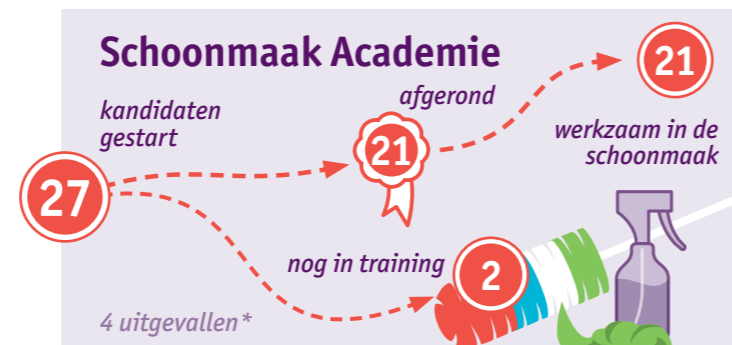 Schoonmaak Academie
kandidaten
gestart
27
21
afgerond
21
werkzaam in de
schoonmaak
nog in training
2
4 uitgevallen*